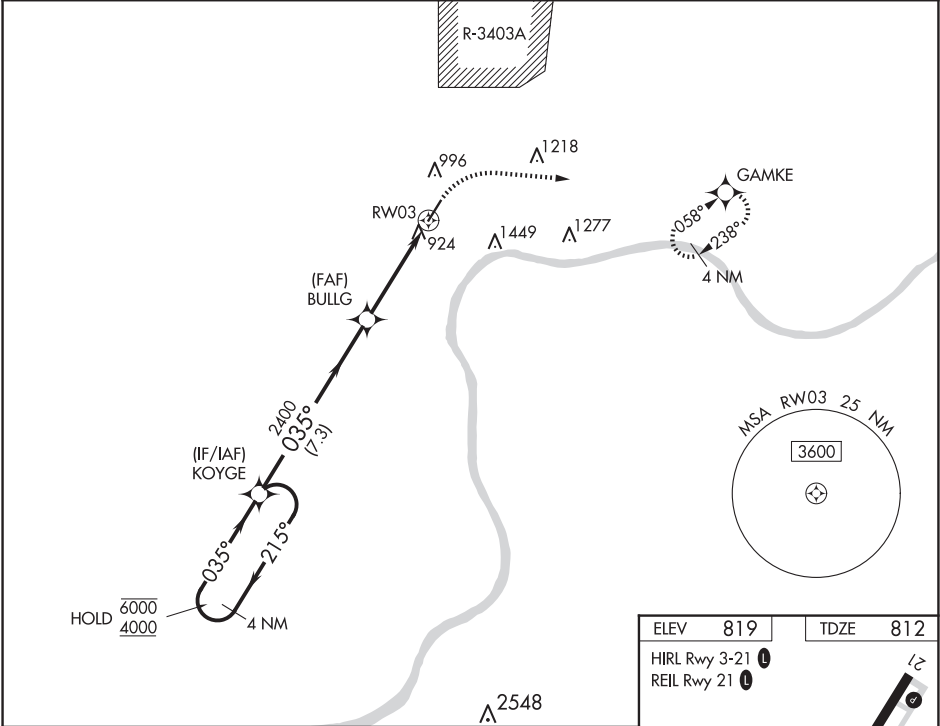 R-3403A
996
1218
GAMKE
RW03
924
1449
1277
058°
238°
4 NM
(FAF)
BULLG
2400
035°
(7.3)
(IF/IAF)
KOYGE
035°
215°
HOLD 6000
4000
4 NM
MSA RW03 25 NM
3600
2548
ELEV 819
TDZE 812
HIRL Rwy 3-21 L
REIL Rwy 21 L
21
P